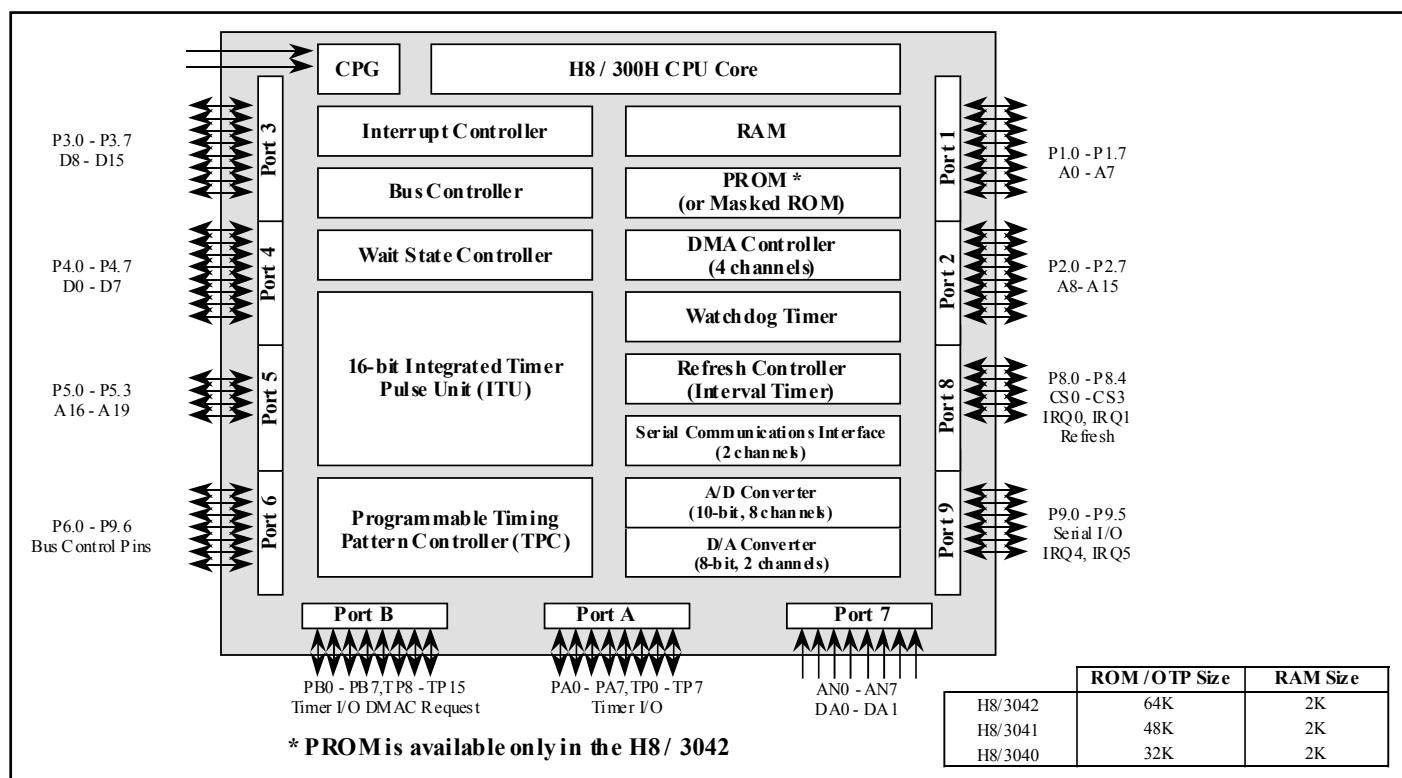 CPG
H8 / 300H CPU Core
Port 3
P3.0 - P3.7
D8 - D15
Interrupt Controller
RAM
Port 1
P1.0 - P1.7
A0 - A7
Bus Controller
PROM *
(or Masked ROM)
Port 4
P4.0 - P4.7
D0 - D7
Wait State Controller
DMA Controller
(4 channels)
Port 2
P2.0 - P2.7
A8- A15
Watchdog Timer
Port 5
P5.0 - P5.3
A16 - A19
16-bit Integrated Timer
Pulse Unit (ITU)
Refresh Controller
(Interval Timer)
Port 8
P8.0 - P8.4
CS0 - CS3
IRQ0, IRQ1
Refresh
Serial Communications Interface
(2 channels)
Port 6
P6.0 - P9.6
Bus Control Pins
Programmable Timing
Pattern Controller (TPC)
A/D Converter
(10-bit, 8 channels)
D/A Converter
(8-bit, 2 channels)
Port 9
P9.0 - P9.5
Serial I/O
IRQ4, IRQ5
Port B
Port A
Port 7
PB0 - PB7,TP8 - TP15
Timer I/O DMAC Request
PA0 - PA7,TP0 - TP7
Timer I/O
AN0 - AN7
DA0 - DA1
* PROM is available only in the H8 / 3042
ROM / OTP Size RAM Size
H8/3042 64K 2K
H8/3041 48K 2K
H8/3040 32K 2K